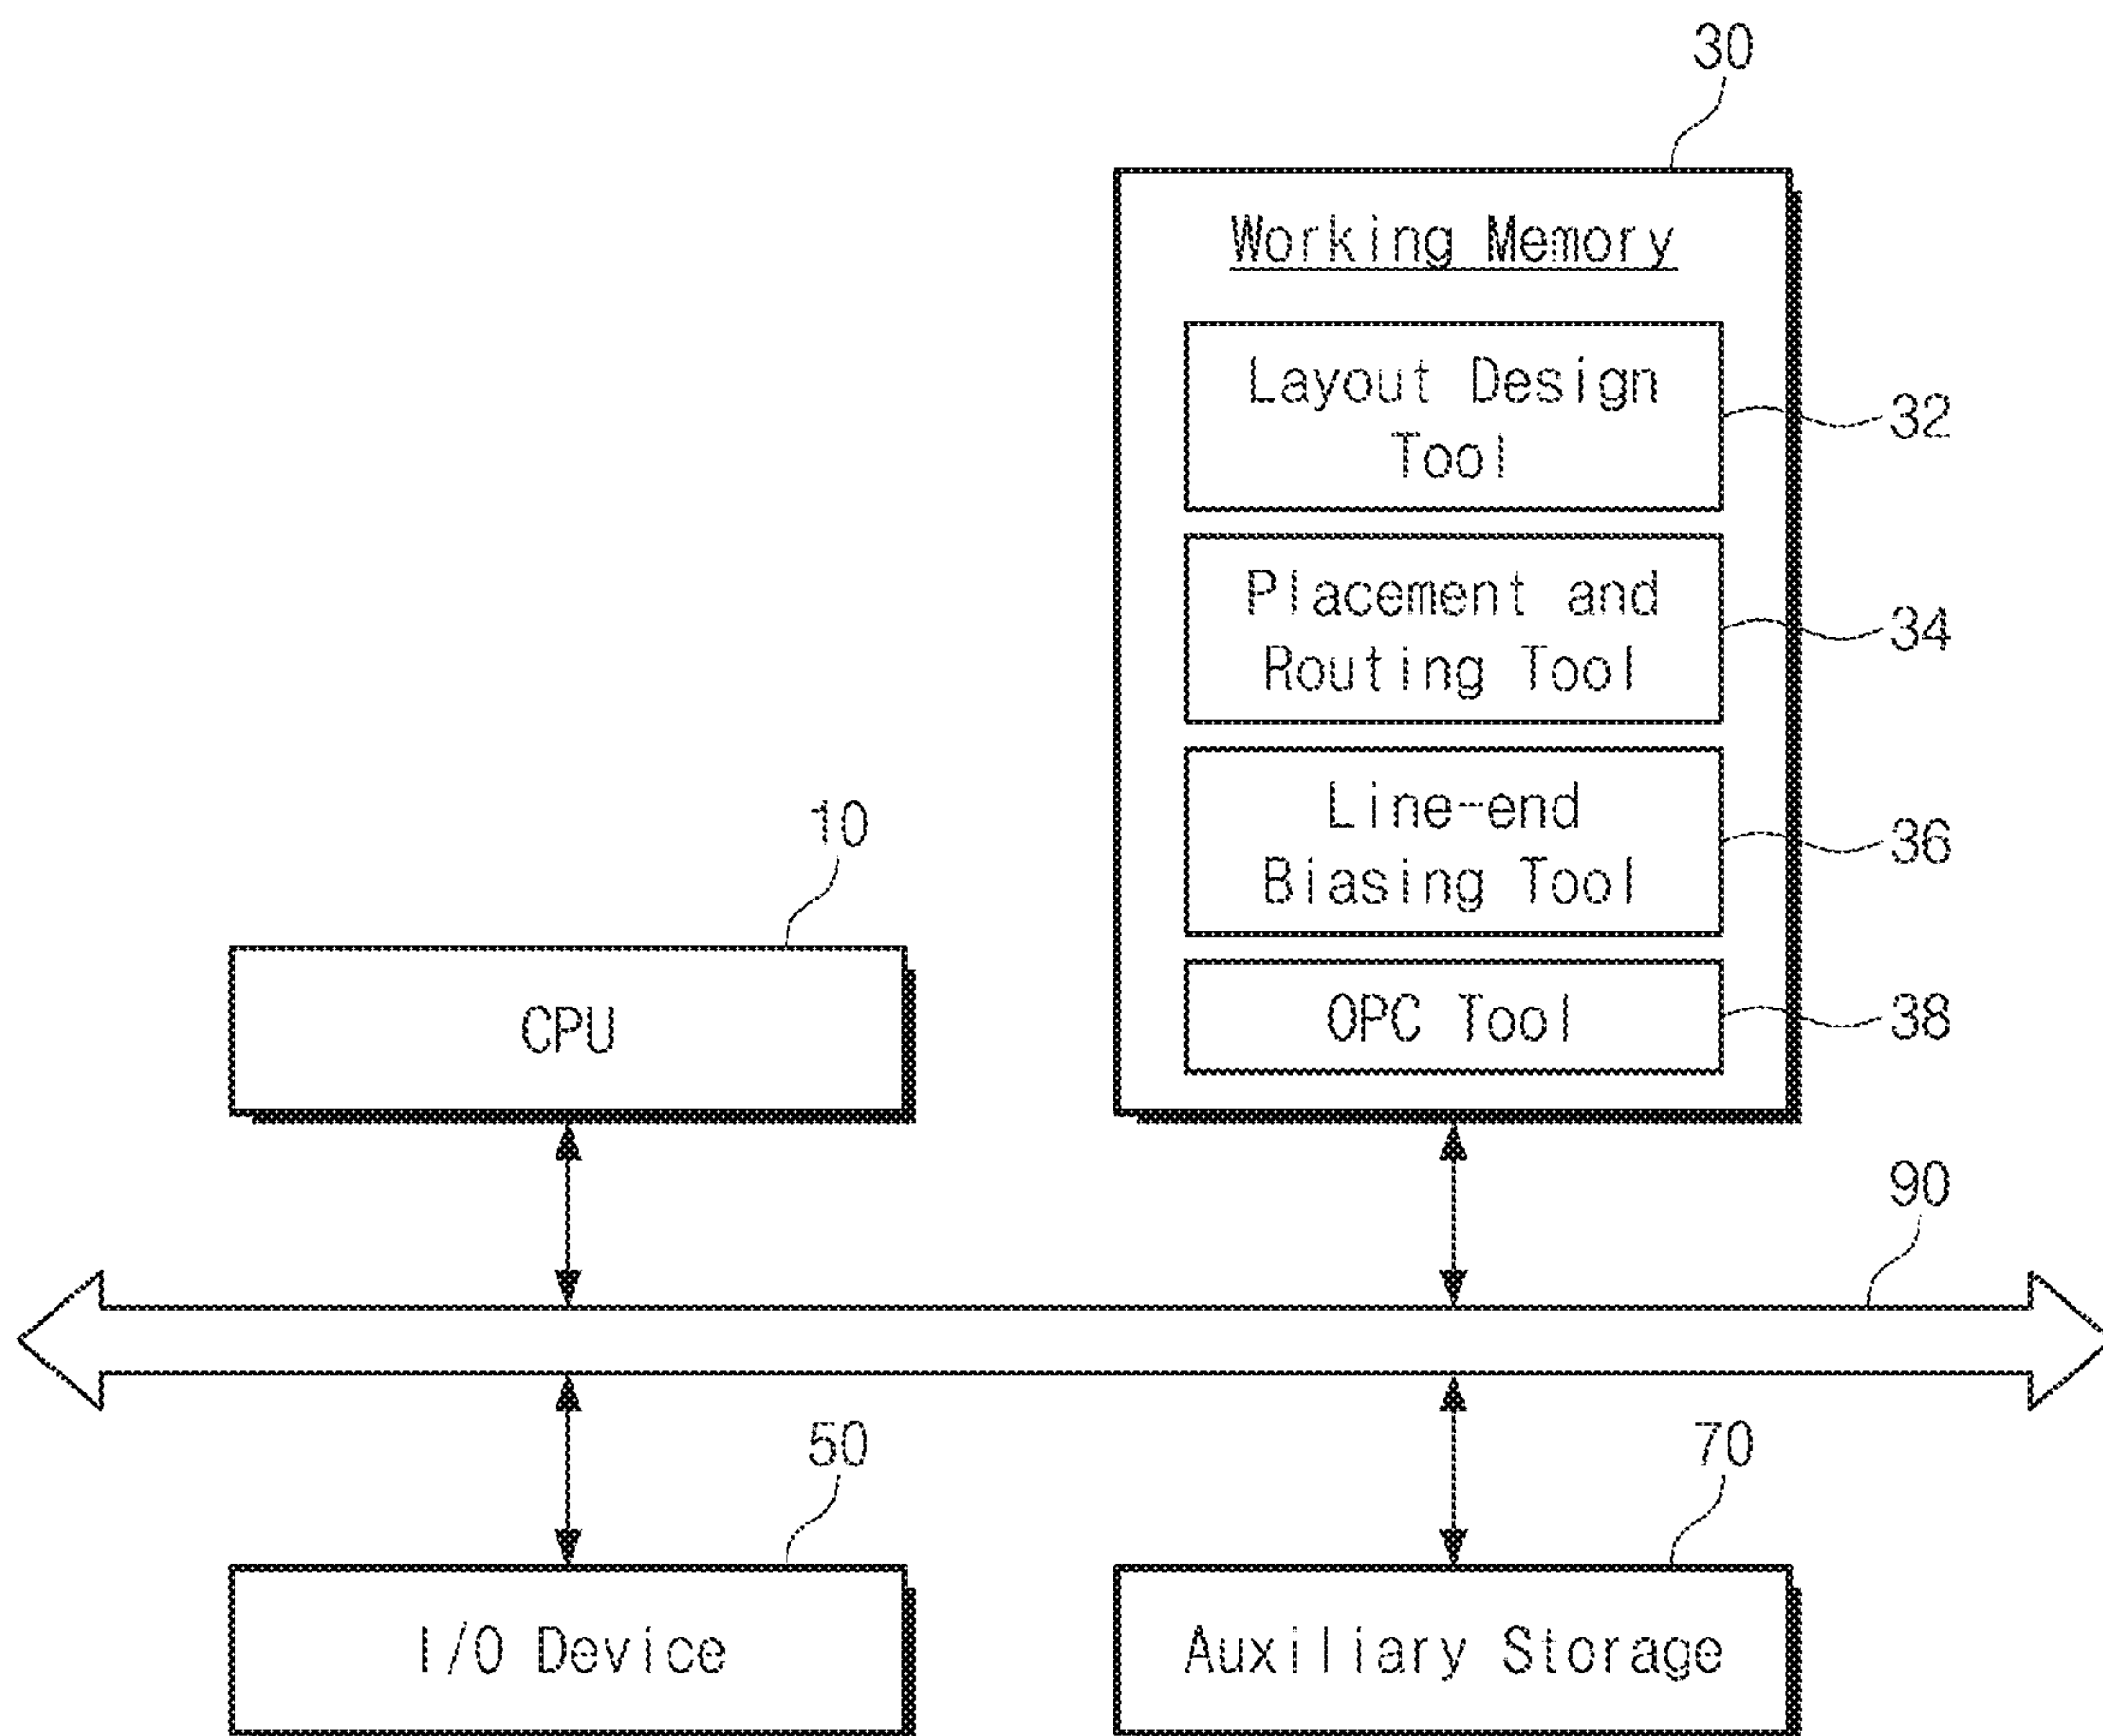 30
Working Memory
Layout Design
Tool
32
Placement and
Routing Tool
34
Line-end
Biasing Tool
36
OPC Tool
38
10
CPU
90
50
I/O Device
70
Auxiliary Storage